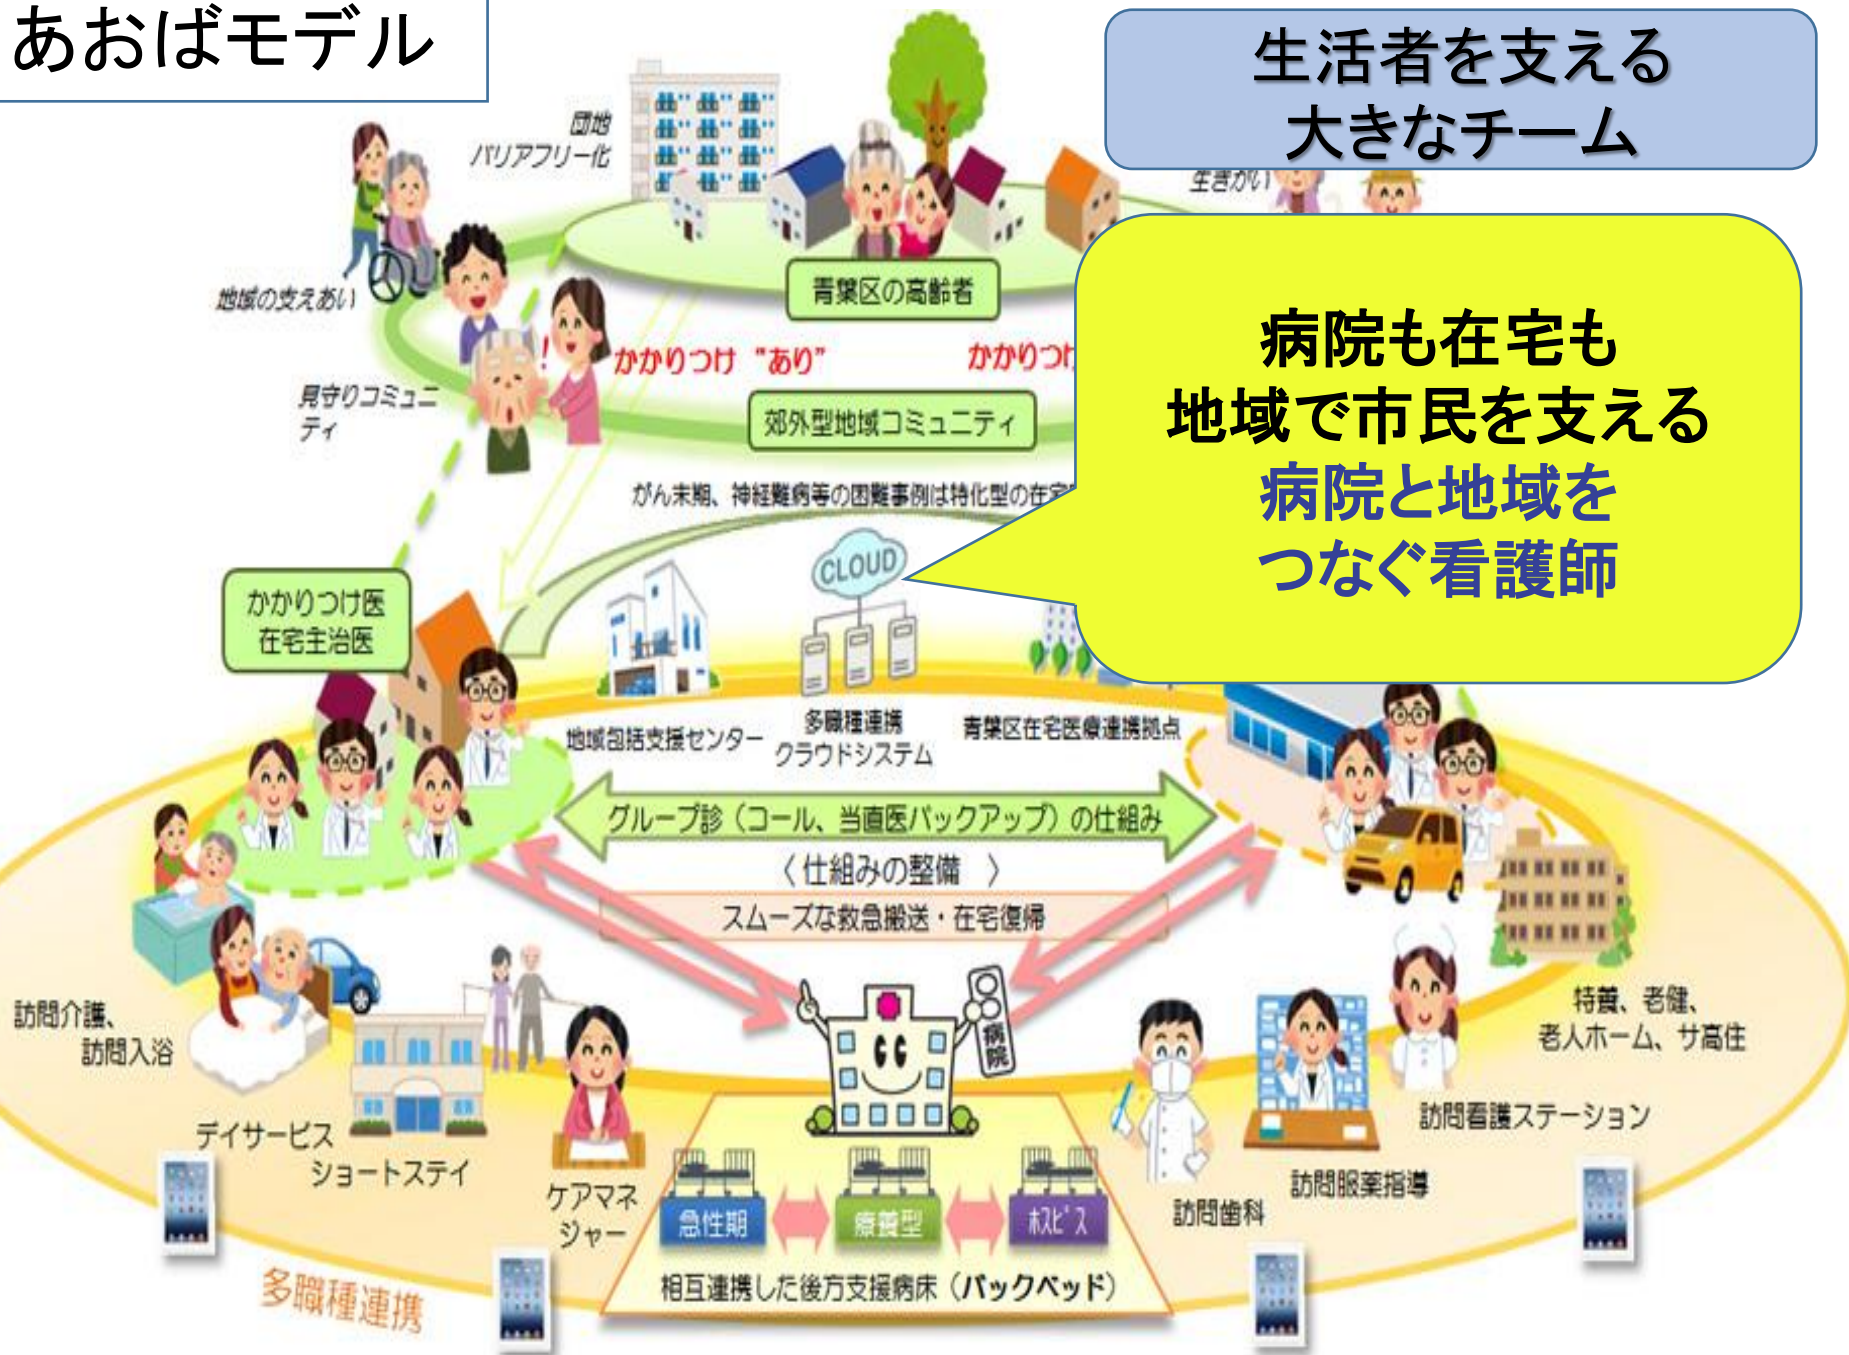 あおばモデル
生活者を支える
大きなチーム
団地
バリアフリー化
生きがい
地域の支えあい
青葉区の高齢者
病院も在宅も
地域で市民を支える
病院と地域を
つなぐ看護師
かかりつけ "あり"
かかりつけ
!
見守りコミュニ
ティ
郊外型地域コミュニティ
がん末期、神経難病等の困難事例は特化型の在宅
CLOUD
かかりつけ医
在宅主治医
地域包括支援センター
多職種連携
クラウドシステム
青葉区在宅医療連携拠点
グループ診(コール、当直医バックアップ)の仕組み
〈 仕組みの整備 〉
スムーズな救急搬送・在宅復帰
病院
訪問介護、
訪問入浴
特養、老健、
老人ホーム、サ高住
デイサービス
ショートステイ
ケアマネ
ジャー
訪問看護ステーション
訪問服薬指導
訪問歯科
急性期
療養型
ホスピス
相互連携した後方支援病床(バックベッド)
多職種連携